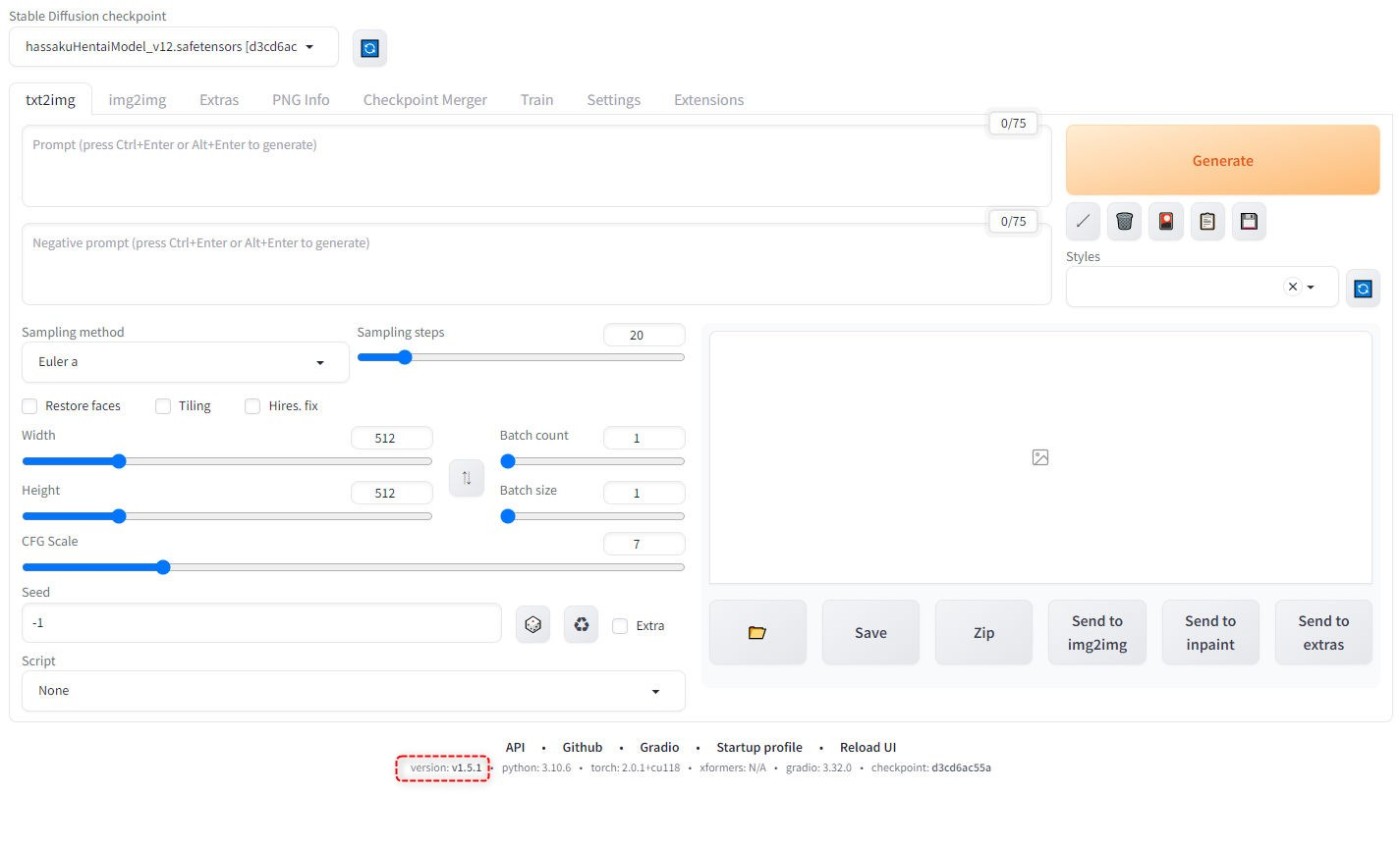 Stable Diffusion checkpoint
hassakuHentaiModel_v12.safetensors [d3cd6ac
txt2img img2img Extras PNG Info Checkpoint Merger Train Settings Extensions
0/75
Prompt (press Ctrl+Enter or Alt+Enter to generate)
Generate
0/75
Negative prompt (press Ctrl+Enter or Alt+Enter to generate)
Styles
Sampling method
Euler a
Sampling steps
20
Restore faces Tiling Hires. fix
Width
512
Batch count
1
Height
512
Batch size
1
CFG Scale
7
Seed
-1
Extra
Script
None
Save
Zip
Send to
img2img
Send to
inpaint
Send to
extras
API • Github • Gradio • Startup profile • Reload UI
version: v1.5.1 • python: 3.10.6 • torch: 2.0.1+cu118 • xformers: N/A • gradio: 3.32.0 • checkpoint: d3cd6ac55a